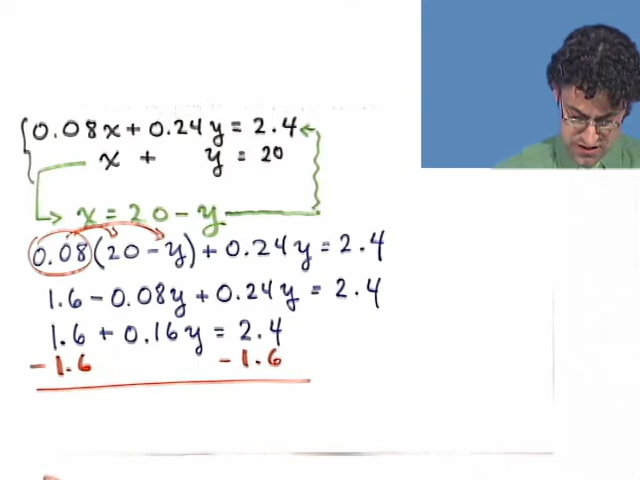 0.08x + 0.24y = 2.4
x + y = 20
x = 20 - y
0.08(20 - y) + 0.24y = 2.4
1.6 - 0.08y + 0.24y = 2.4
1.6 + 0.16y = 2.4
- 1.6 - 1.6